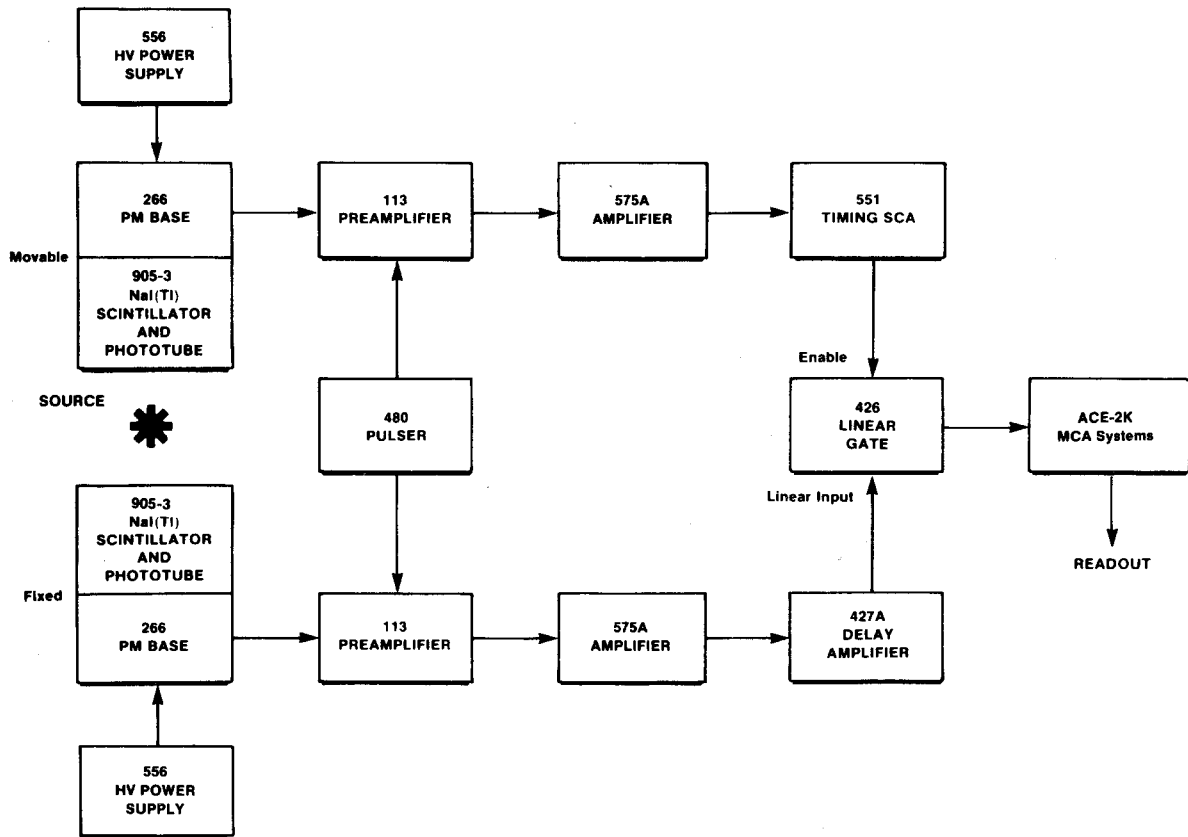 556
HV POWER
SUPPLY
266
PM BASE
113
PREAMPLIFIER
575A
AMPLIFIER
551
TIMING SCA
Movable
905-3
NaI(Tl)
SCINTILLATOR
AND
PHOTOTUBE
Enable
SOURCE
480
PULSER
426
LINEAR
GATE
ACE-2K
MCA Systems
905-3
NaI(Tl)
SCINTILLATOR
AND
PHOTOTUBE
Linear Input
READOUT
Fixed
266
PM BASE
113
PREAMPLIFIER
575A
AMPLIFIER
427A
DELAY
AMPLIFIER
556
HV POWER
SUPPLY